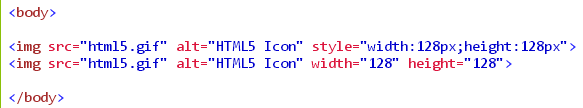 <body>
<img src="html5.gif" alt="HTML5 Icon" style="width:128px;height:128px">
<img src="html5.gif" alt="HTML5 Icon" width="128" height="128">
</body>